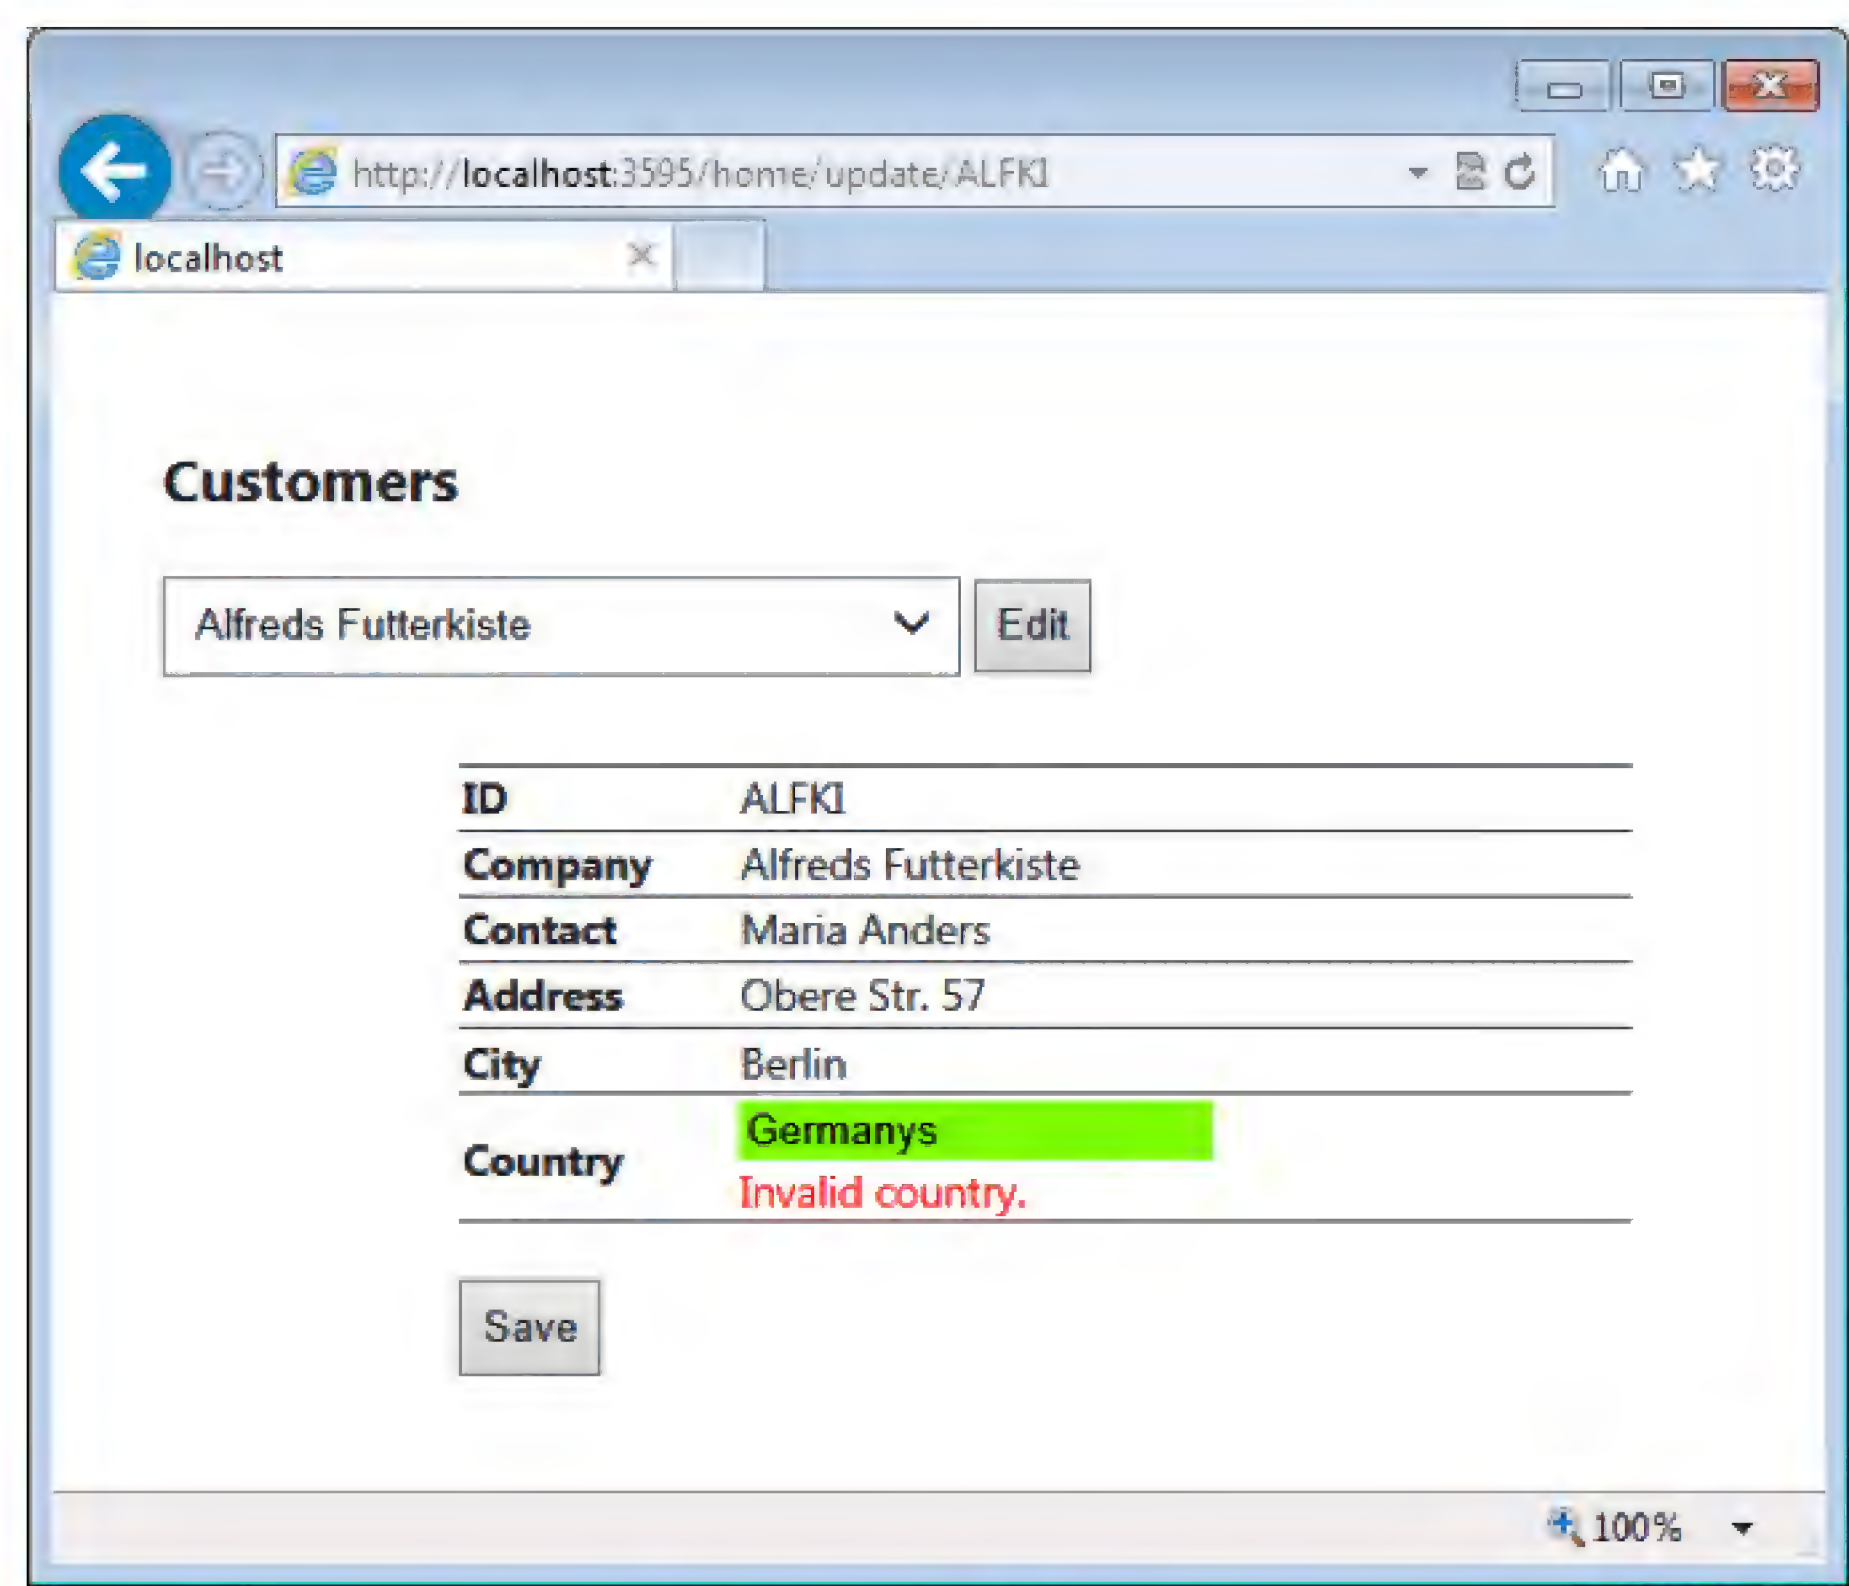 http://localhost:3595/home/update/ALFKI
localhost
Customers
Alfreds Futterkiste
Edit
ID ALFKI
Company Alfreds Futterkiste
Contact Maria Anders
Address Obere Str. 57
City Berlin
Country Germanys
Invalid country.
Save
100%